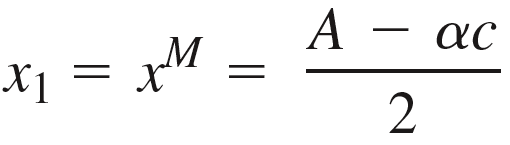 x₁ = x^M = (A − αc)/2